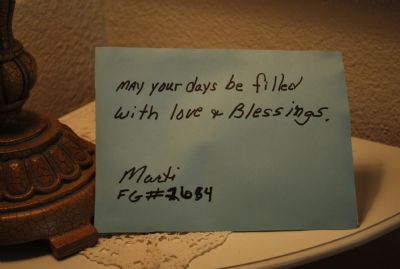 MAY your days be filled
with love & Blessings.
Marti
FG#2684